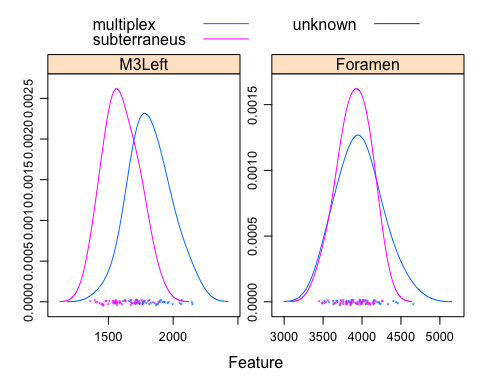 multiplex
subterraneus
unknown
M3Left
Foramen
0.0000 0.0005 0.0010 0.0015 0.0020 0.0025
1500 2000
0.0000 0.0005 0.0010 0.0015
3000 3500 4000 4500 5000
Feature